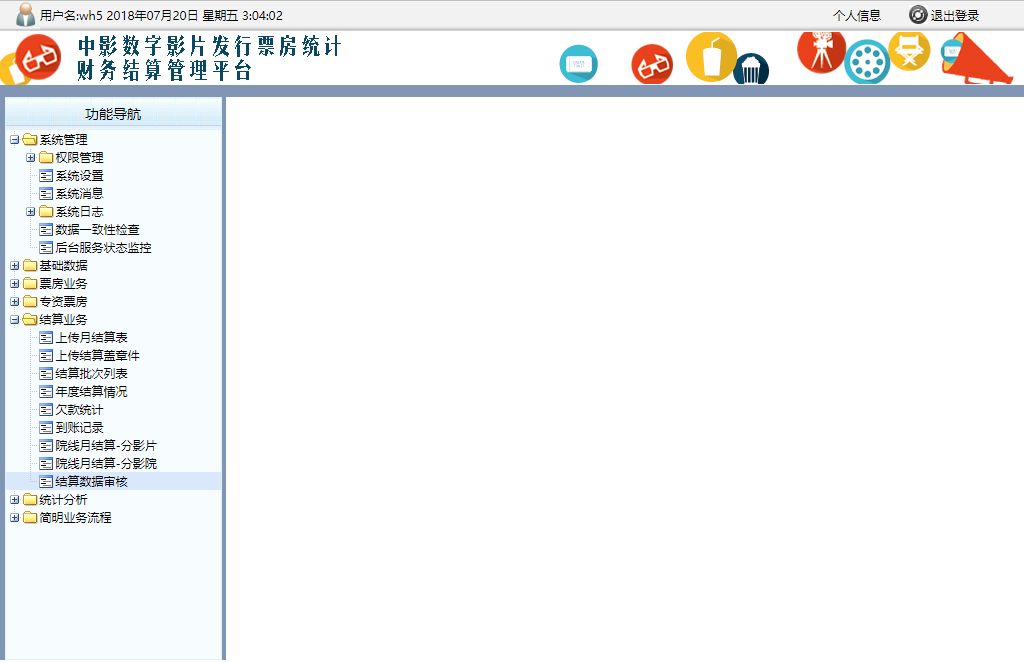 用户名:wh5 2018年07月20日 星期五 3:04:02
个人信息
退出登录
中影数字影片发行票房统计
财务结算管理平台
功能导航
系统管理
权限管理
系统设置
系统消息
系统日志
数据一致性检查
后台服务状态监控
基础数据
票房业务
专资票房
结算业务
上传月结算表
上传结算盖章件
结算批次列表
年度结算情况
欠款统计
到账记录
院线月结算-分影片
院线月结算-分影院
结算数据审核
统计分析
简明业务流程